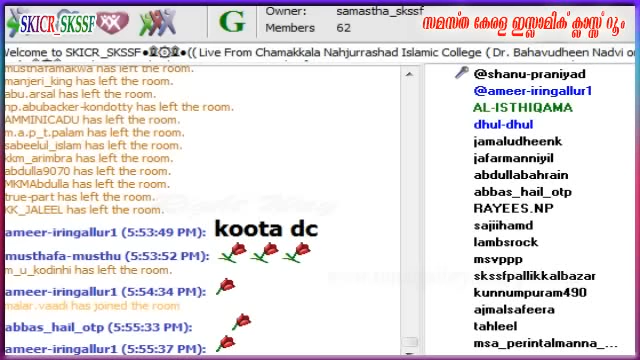 SKICR_SKSSF
Owner: samastha_skssf
Members 62
G
സമസ്ത കേരള ഇസ്ലാമിക് ക്ലാസ്സ് റൂം
Welcome to SKICR_SKSSF
(( Live From Chamakkala Nahjurrashad Islamic College ( Dr. Bahavudheen Nadvi on
musthafamakwa has left the room.
manjeri_king has left the room.
abu.arsal has left the room.
np.abubacker-kondotty has left the room.
AMMINICADU has left the room.
m.a.p_t.palam has left the room.
sabeelul_islam has left the room.
kkm_arimbra has left the room.
abdulla9070 has left the room.
MKMAbdulla has left the room.
true-part has left the room.
KK_JALEEL has left the room.
ameer-iringallur1 (5:53:49 PM): koota dc
musthafa-musthu (5:53:52 PM):
m_u_kodinhi has left the room.
ameer-iringallur1 (5:54:34 PM):
malar.vaadi has joined the room
abbas_hail_otp (5:55:33 PM):
ameer-iringallur1 (5:55:37 PM):
@shanu-praniyad
@ameer-iringallur1
AL-ISTHIQAMA
dhul-dhul
jamaludheenk
jafarmanniyil
abdullabahrain
abbas_hail_otp
RAYEES.NP
sajiihamd
lambsrock
msvppp
skssfpallikkalbazar
kunnumpuram490
ajmalsafeera
tahleel
msa_perintalmanna_...